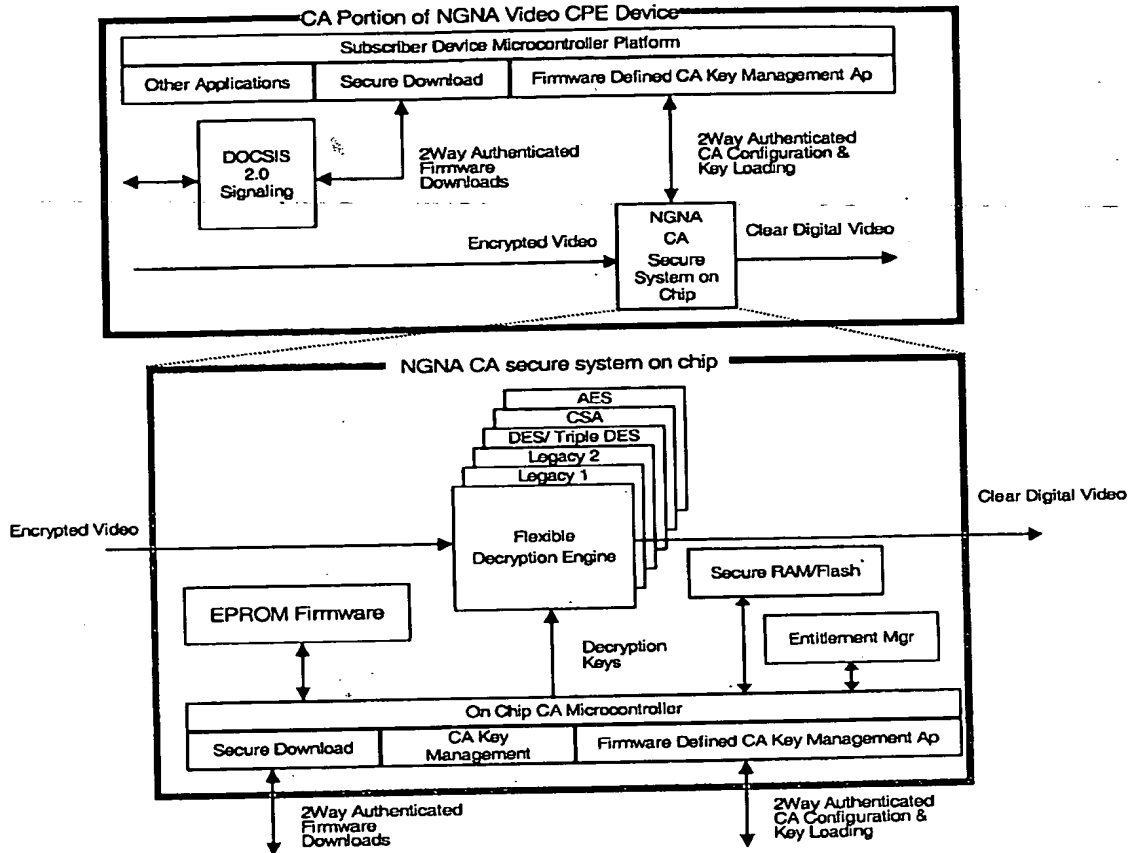 CA Portion of NGNA Video CPE Device
Subscriber Device Microcontroller Platform
Other Applications
Secure Download
Firmware Defined CA Key Management Ap
DOCSIS
2.0
Signaling
2Way Authenticated
Firmware
Downloads
2Way Authenticated
CA Configuration &
Key Loading
Encrypted Video
NGNA
CA
Secure
System on
Chip
Clear Digital Video
NGNA CA secure system on chip
AES
CSA
DES/ Triple DES
Legacy 2
Legacy 1
Flexible
Decryption Engine
Encrypted Video
Clear Digital Video
Secure RAM/Flash
EPROM Firmware
Decryption
Keys
Entitlement Mgr
On Chip CA Microcontroller
Secure Download
CA Key
Management
Firmware Defined CA Key Management Ap
2Way Authenticated
Firmware
Downloads
2Way Authenticated
CA Configuration &
Key Loading